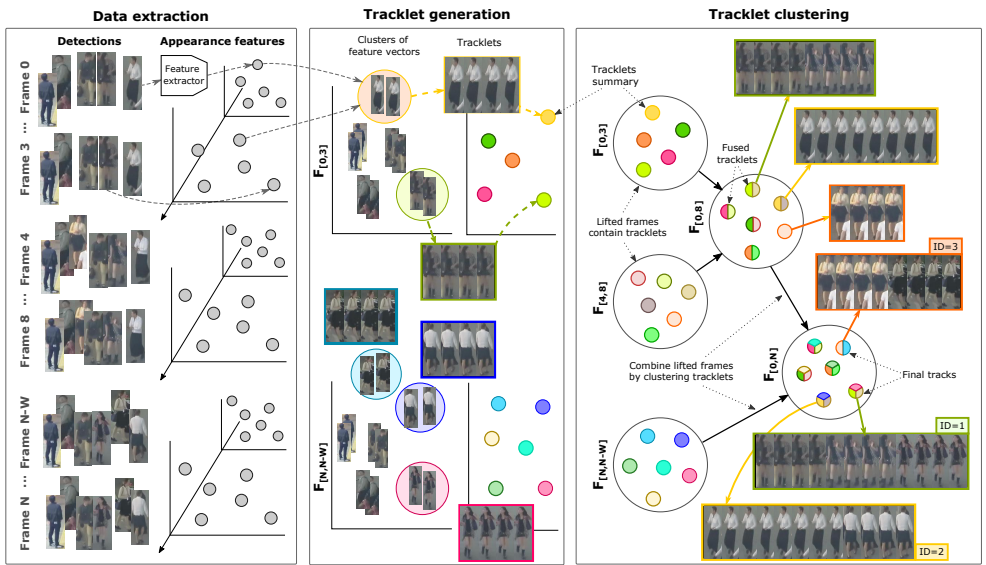 Data extraction
Detections
Appearance features
Frame 0
...
Frame 3
Feature
extractor
Frame 4
...
Frame 8
Frame N-W
...
Frame N
Tracklet generation
Clusters of
feature vectors
Tracklets
F[0,3]
F[N,N-W]
Tracklet clustering
Tracklets
summary
F[0,3]
Fused
tracklets
F[0,8]
Lifted frames
contain tracklets
ID=3
F[4,8]
Combine lifted frames
by clustering tracklets
F[0,N]
Final tracks
ID=1
F[N,N-W]
ID=2